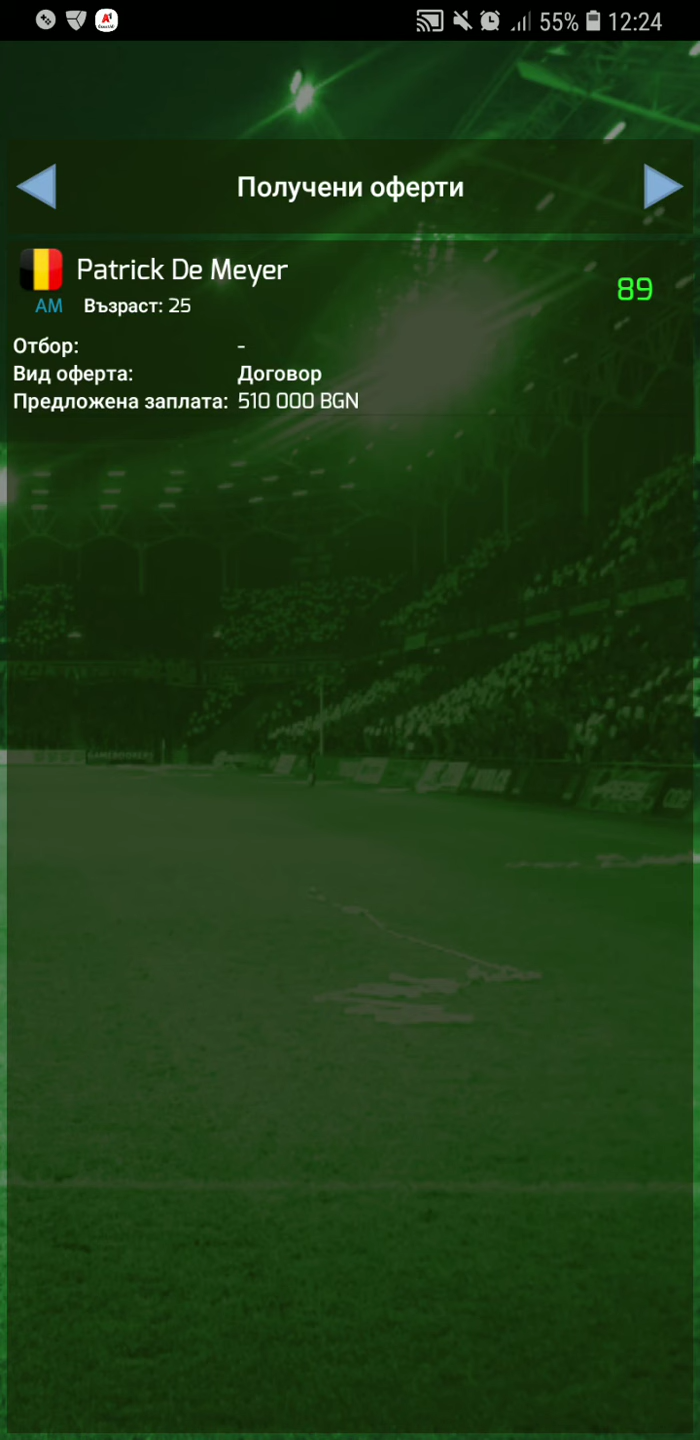 55% 12:24
Получени оферти
Patrick De Meyer
89
AM Възраст: 25
Отбор: -
Вид оферта: Договор
Предложена заплата: 510 000 BGN